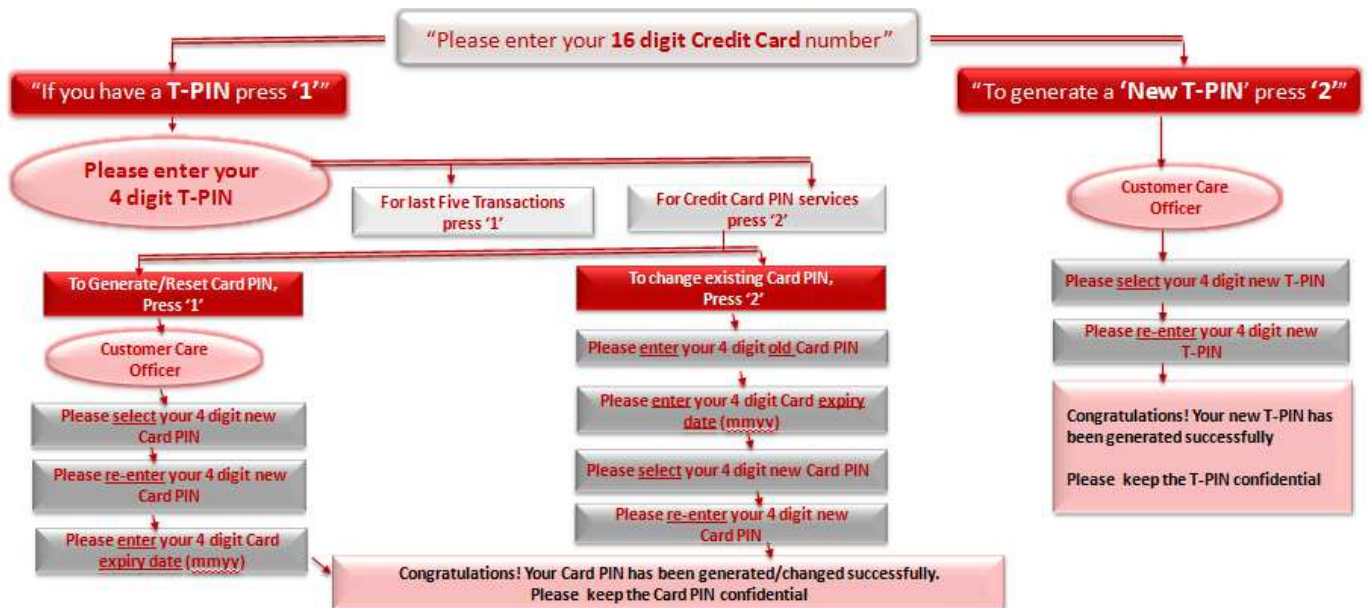 “Please enter your 16 digit Credit Card number”
“If you have a T-PIN press ‘1’”
“To generate a ‘New T-PIN’ press ‘2’”
Please enter your
4 digit T-PIN
For last Five Transactions
press ‘1’
For Credit Card PIN services
press ‘2’
Customer Care
Officer
To Generate/Reset Card PIN,
Press ‘1’
To change existing Card PIN,
Press ‘2’
Please select your 4 digit new T-PIN
Customer Care
Officer
Please enter your 4 digit old Card PIN
Please re-enter your 4 digit new
T-PIN
Please select your 4 digit new
Card PIN
Please enter your 4 digit Card expiry
date (mmyy)
Congratulations! Your new T-PIN has
been generated successfully
Please keep the T-PIN confidential
Please re-enter your 4 digit new
Card PIN
Please select your 4 digit new Card PIN
Please enter your 4 digit Card
expiry date (mmyy)
Please re-enter your 4 digit new
Card PIN
Congratulations! Your Card PIN has been generated/changed successfully.
Please keep the Card PIN confidential